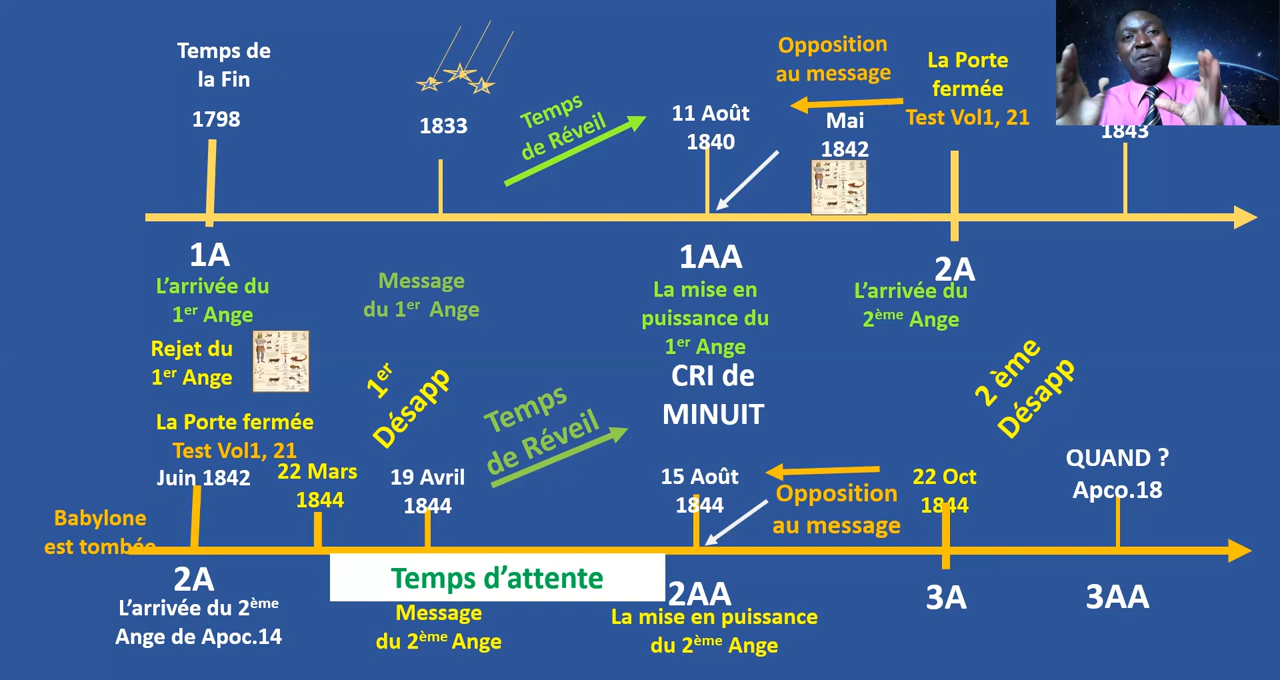 Temps de
la Fin
1798
1833
Temps
de Réveil
11 Août
1840
Opposition
au message
Mai
1842
La Porte
fermée
Test Vol1, 21
1843
1A
L'arrivée du
1er Ange
Message
du 1er Ange
1AA
La mise en
puissance du
1er Ange
2A
L'arrivée du
2ème Ange
Rejet du
1er Ange
La Porte fermée
Test Vol1, 21
Juin 1842
22 Mars
1844
1er
Désapp
19 Avril
1844
Temps
de Réveil
CRI de
MINUIT
15 Août
1844
Opposition
au message
22 Oct
1844
2 ème
Désapp
QUAND ?
Apco.18
Babylone
est tombée
2A
L'arrivée du 2ème
Ange de Apoc.14
Temps d'attente
Message
du 2ème Ange
2AA
La mise en puissance
du 2ème Ange
3A
3AA